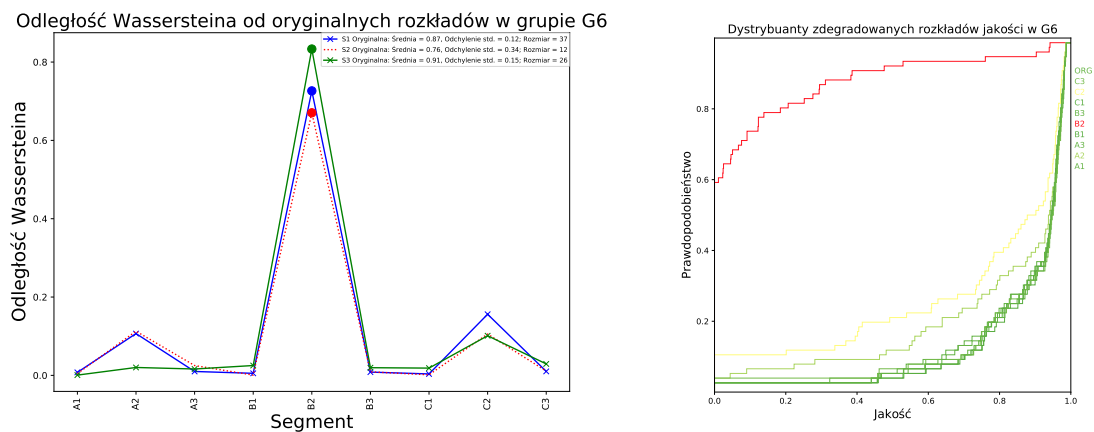 Odległość Wassersteina od oryginalnych rozkładów w grupie G6
S1 Oryginalna: Średnia = 0.87, Odchylenie std. = 0.12; Rozmiar = 37
S2 Oryginalna: Średnia = 0.76, Odchylenie std. = 0.34; Rozmiar = 12
S3 Oryginalna: Średnia = 0.91, Odchylenie std. = 0.15; Rozmiar = 26
Odległość Wassersteina
0.8
0.6
0.4
0.2
0.0
A1
A2
A3
B1
B2
B3
C1
C2
C3
Segment
Dystrybuanty zdegradowanych rozkładów jakości w G6
Prawdopodobieństwo
0.8
0.6
0.4
0.2
0.0
0.2
0.4
0.6
0.8
1.0
Jakość
ORG
C3
C1
B3
B2
B1
A3
A2
A1